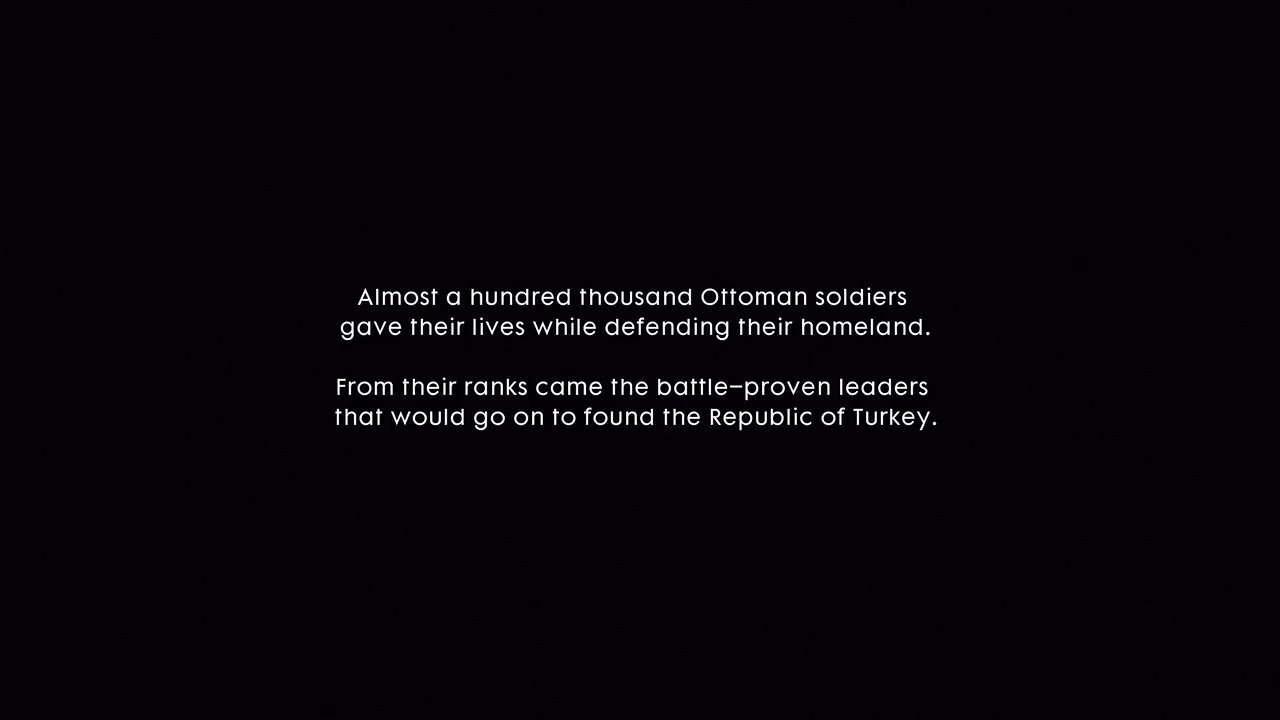 Almost a hundred thousand Ottoman soldiers
gave their lives while defending their homeland.
From their ranks came the battle–proven leaders
that would go on to found the Republic of Turkey.